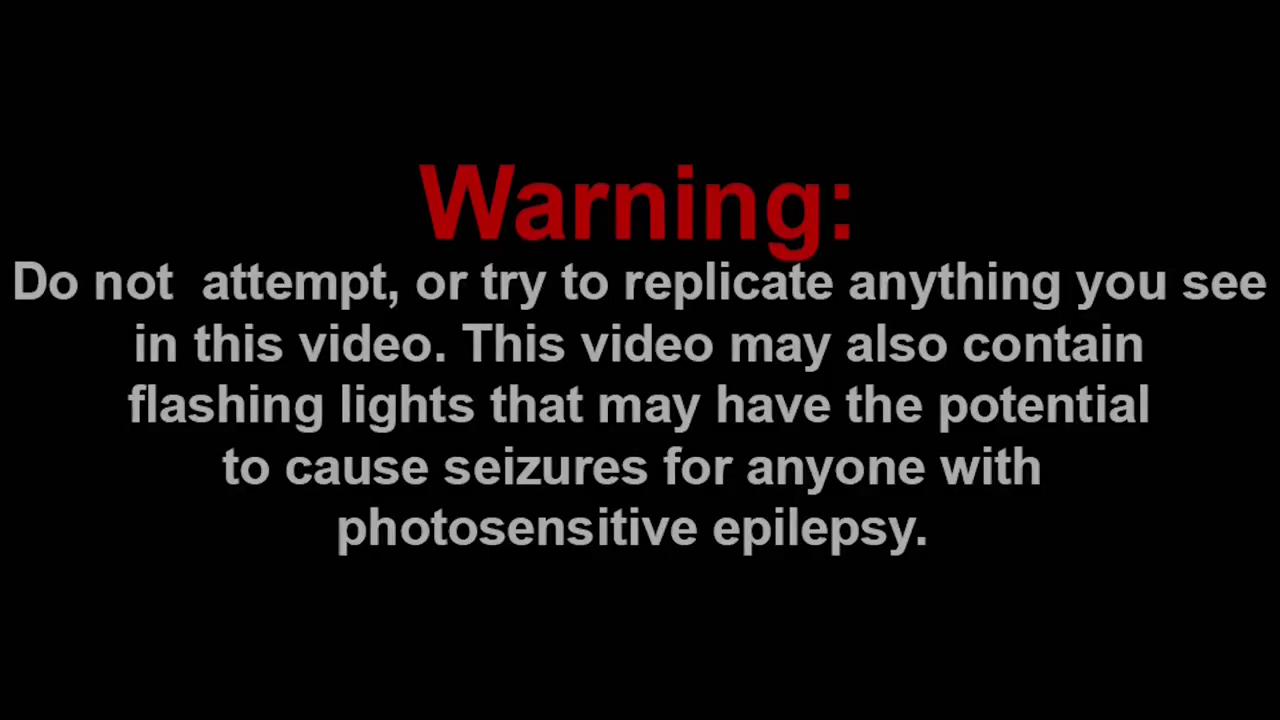 Warning:
Do not  attempt, or try to replicate anything you see
in this video. This video may also contain
flashing lights that may have the potential
to cause seizures for anyone with
photosensitive epilepsy.